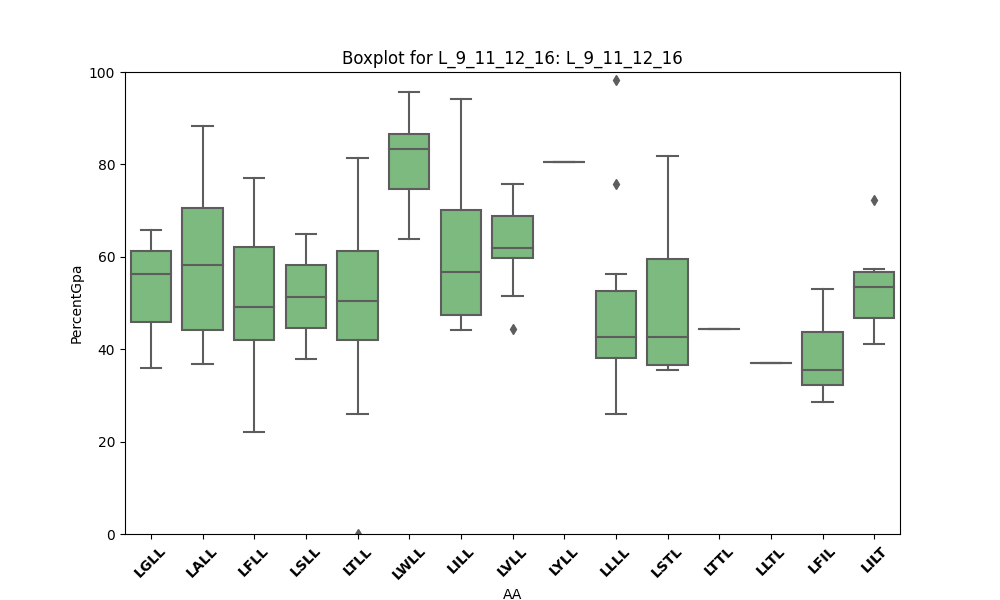 Boxplot for L_9_11_12_16: L_9_11_12_16
PercentGpa
100
80
60
40
20
0
LGLL LALL LFLL LSLL LTLL LWLL LILL LVLL LYLL LLLL LSTL LTTL LLTL LFIL LILT
AA